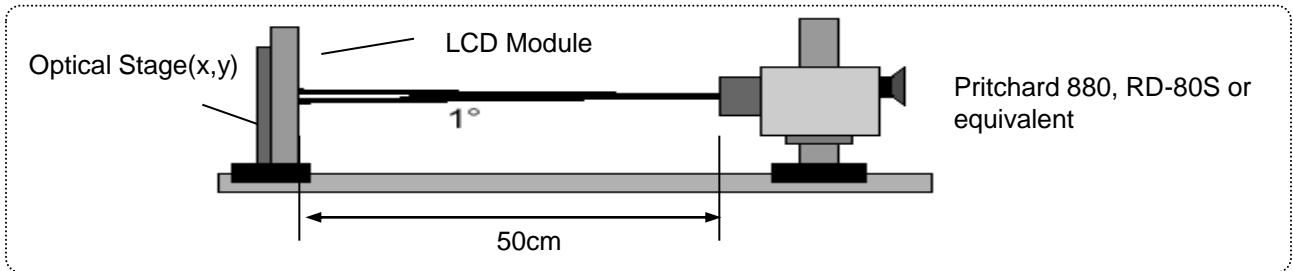 LCD Module
Optical Stage(x,y)
Pritchard 880, RD-80S or
equivalent
1°
50cm